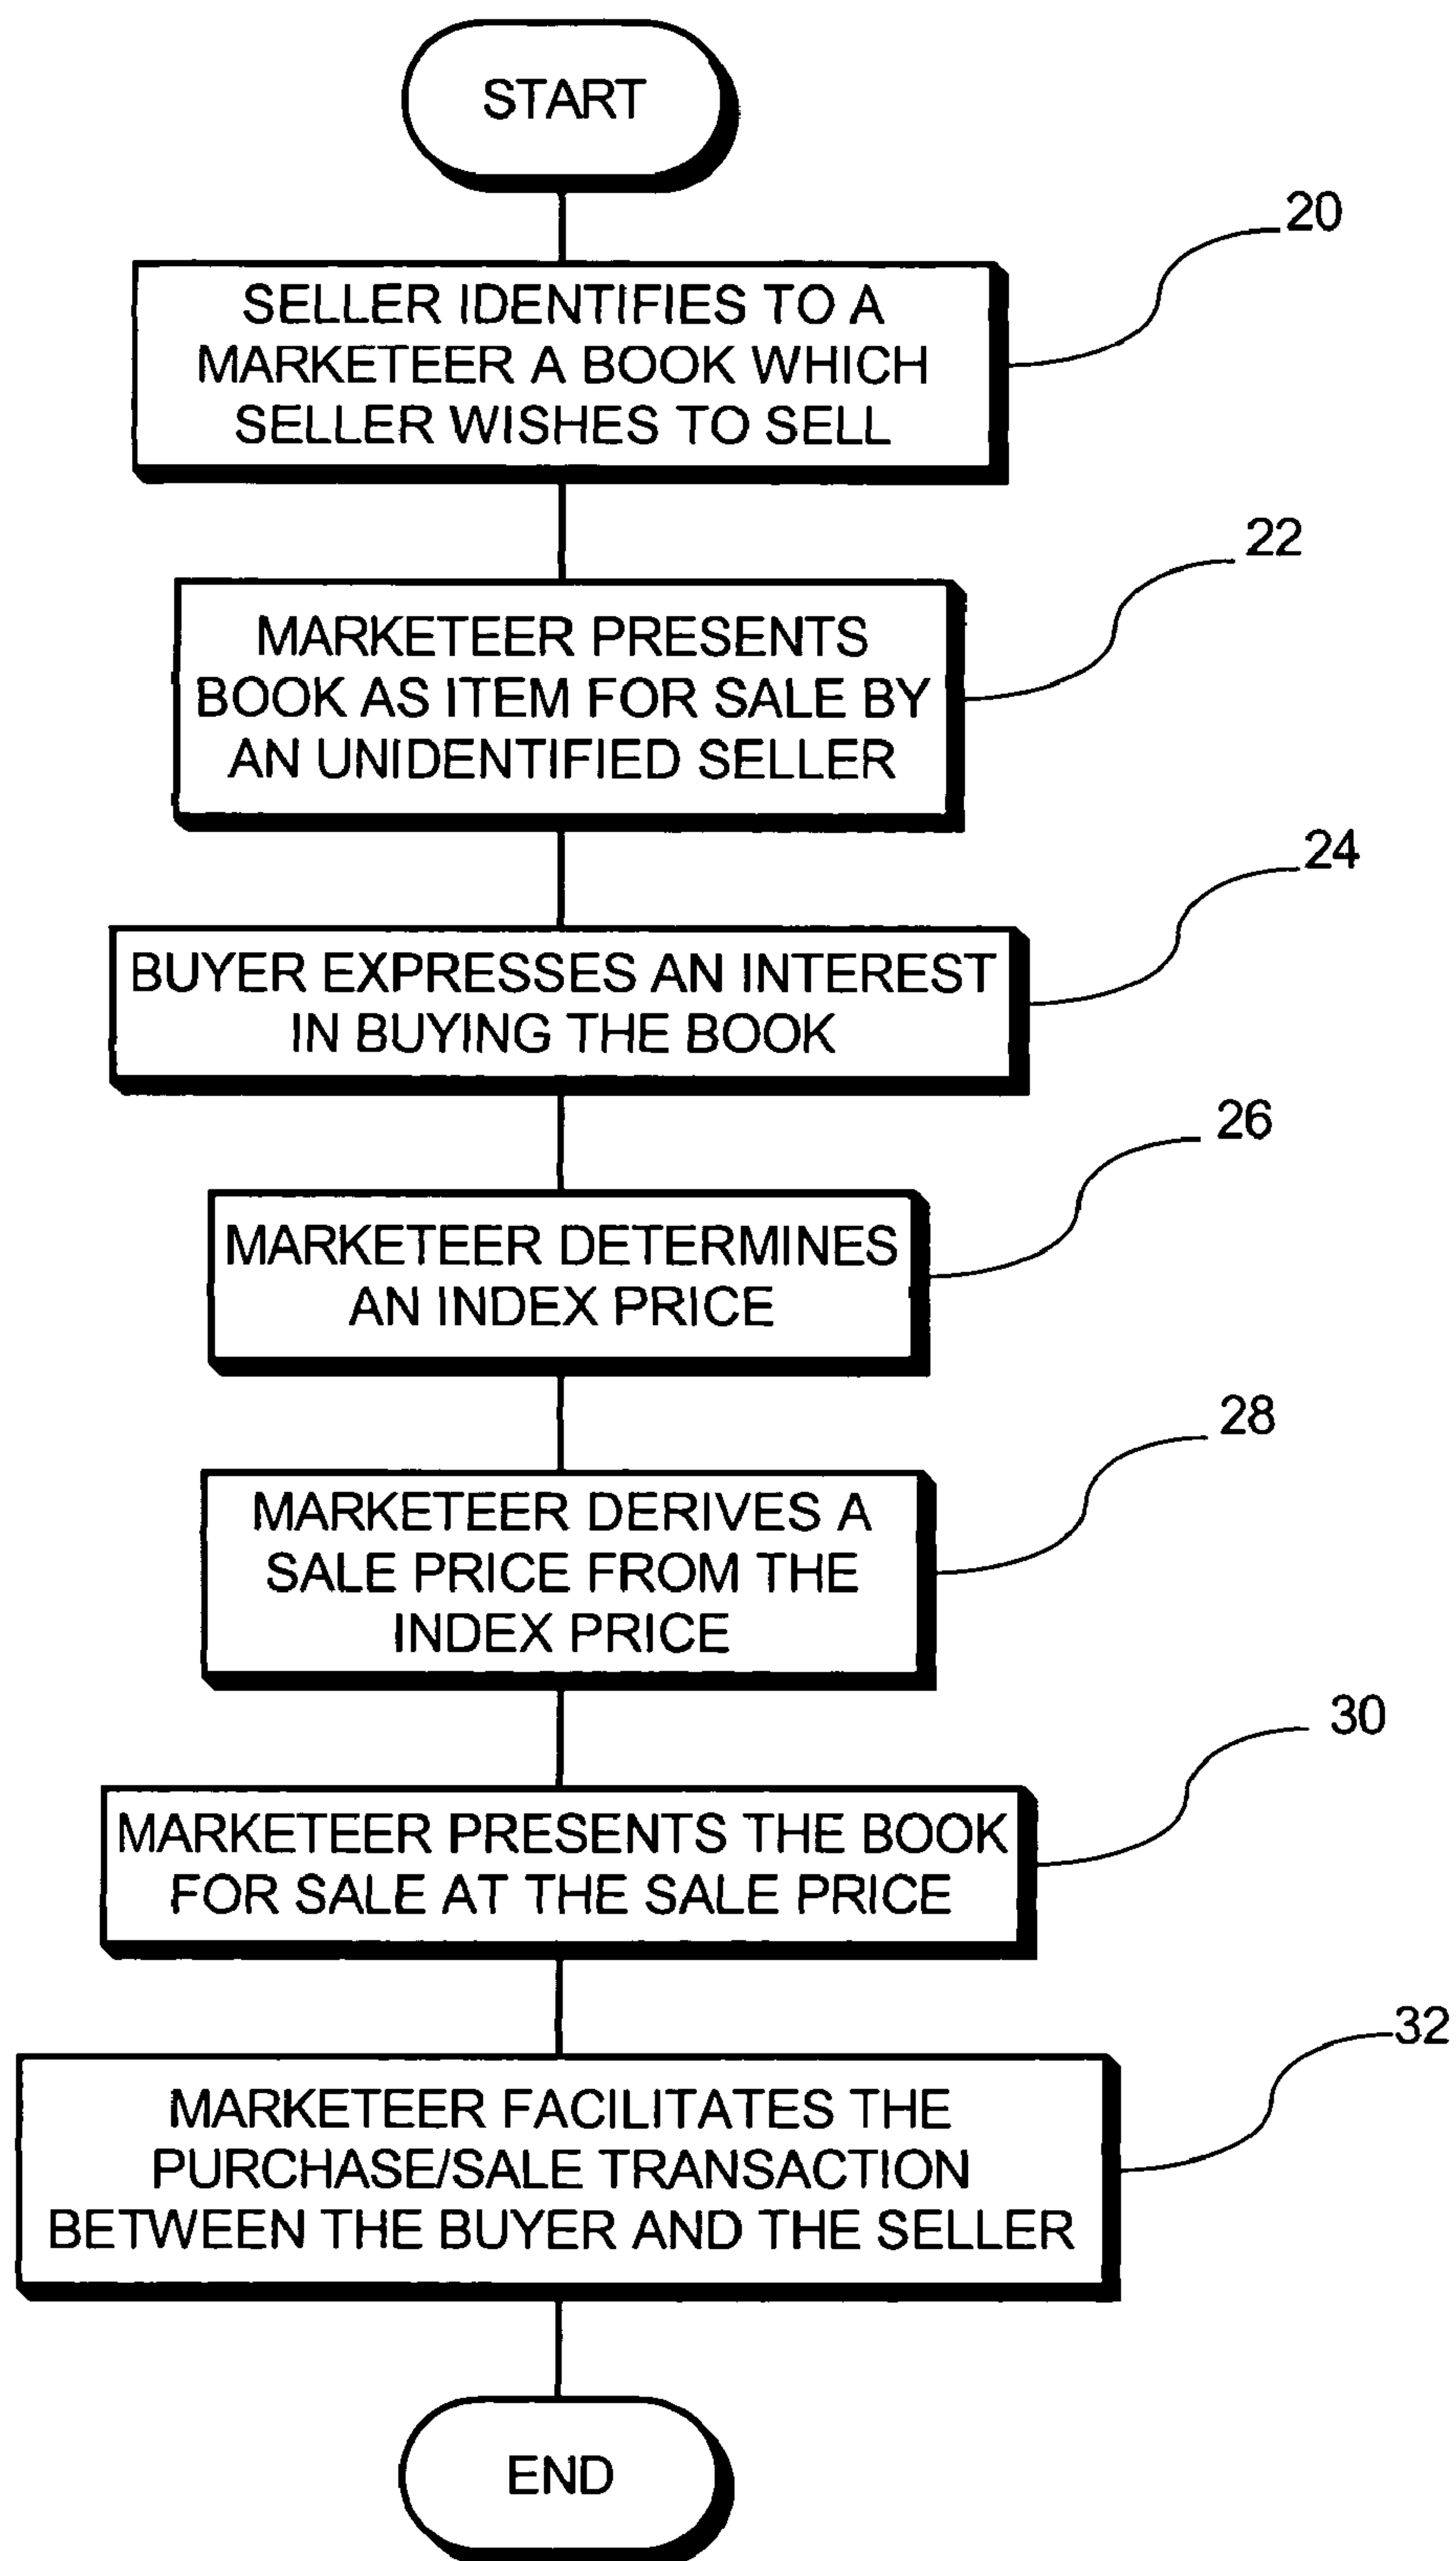 START
20
SELLER IDENTIFIES TO A
MARKETEER A BOOK WHICH
SELLER WISHES TO SELL
22
MARKETEER PRESENTS
BOOK AS ITEM FOR SALE BY
AN UNIDENTIFIED SELLER
24
BUYER EXPRESSES AN INTEREST
IN BUYING THE BOOK
26
MARKETEER DETERMINES
AN INDEX PRICE
28
MARKETEER DERIVES A
SALE PRICE FROM THE
INDEX PRICE
30
MARKETEER PRESENTS THE BOOK
FOR SALE AT THE SALE PRICE
32
MARKETEER FACILITATES THE
PURCHASE/SALE TRANSACTION
BETWEEN THE BUYER AND THE SELLER
END